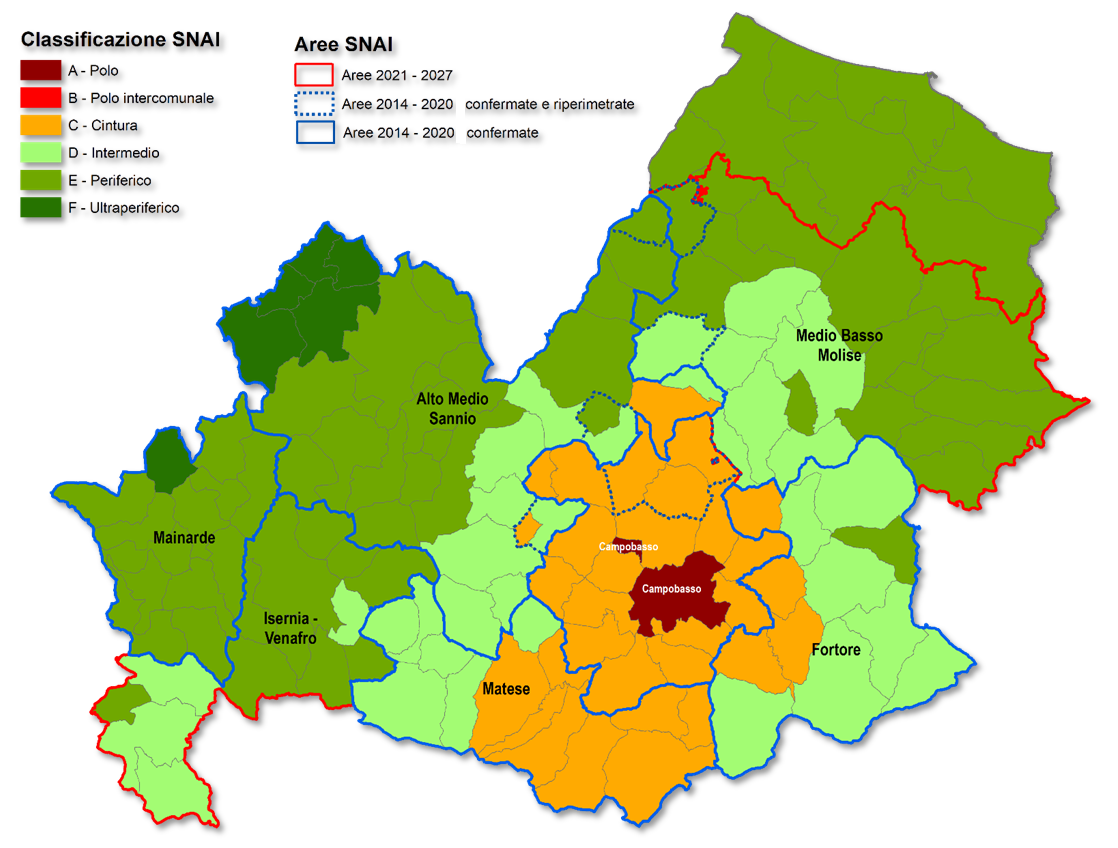 Classificazione SNAI
A - Polo
B - Polo intercomunale
C - Cintura
D - Intermedio
E - Periferico
F - Ultraperiferico
Aree SNAI
Aree 2021 - 2027
Aree 2014 - 2020 confermate e riperimetrate
Aree 2014 - 2020 confermate
Medio Basso
Molise
Alto Medio
Sannio
Mainarde
Campobasso
Campobasso
Isernia -
Venafro
Fortore
Matese